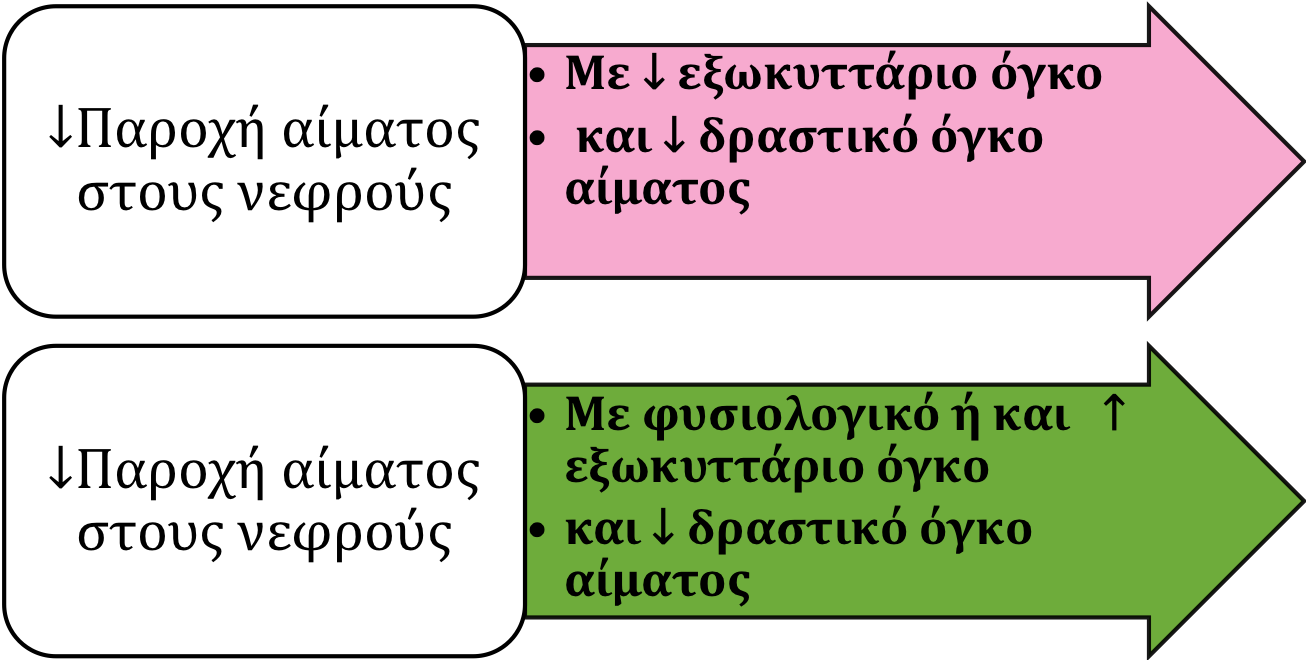 ↓Παροχή αίματος
στους νεφρούς
• Με ↓ εξωκυττάριο όγκο
• και ↓ δραστικό όγκο
αίματος
↓Παροχή αίματος
στους νεφρούς
• Με φυσιολογικό ή και ↑
εξωκυττάριο όγκο
• και ↓ δραστικό όγκο
αίματος